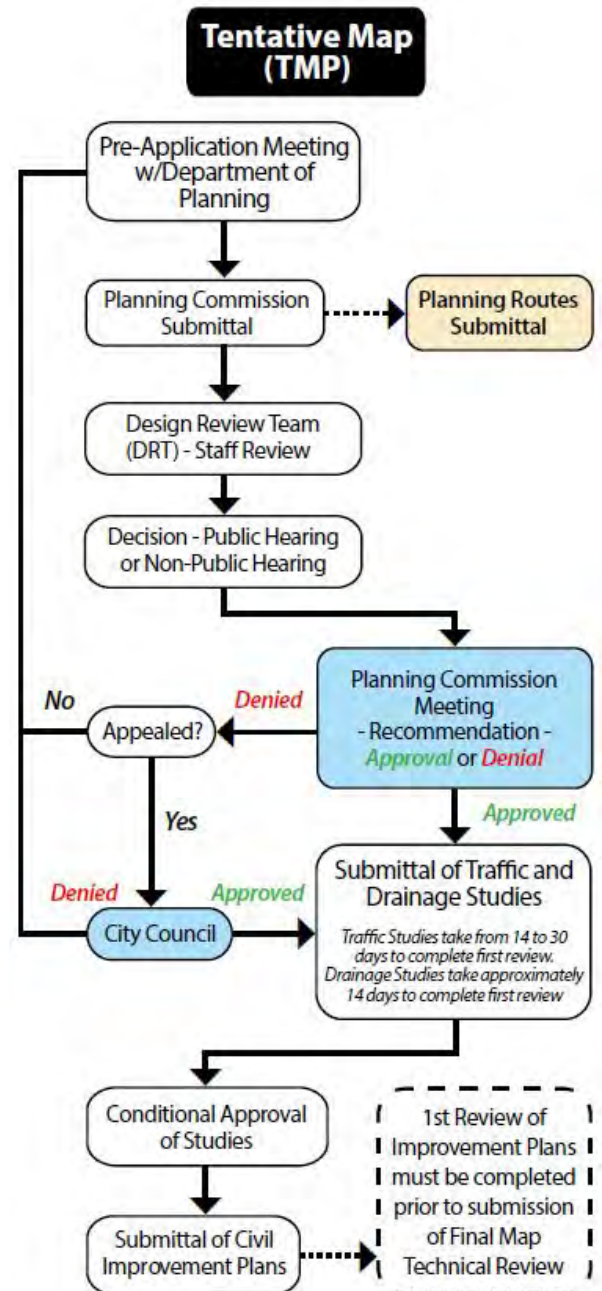 Tentative Map
(TMP)
Pre-Application Meeting
w/Department of
Planning
Planning Commission
Submittal
Planning Routes
Submittal
Design Review Team
(DRT) - Staff Review
Decision - Public Hearing
or Non-Public Hearing
Planning Commission
Meeting
- Recommendation -
Approval or Denial
Denied
Appealed?
No
Yes
Approved
Denied
City Council
Approved
Submittal of Traffic and
Drainage Studies
Traffic Studies take from 14 to 30
days to complete first review.
Drainage Studies take approximately
14 days to complete first review
Conditional Approval
of Studies
Submittal of Civil
Improvement Plans
1st Review of
Improvement Plans
must be completed
prior to submission
of Final Map
Technical Review